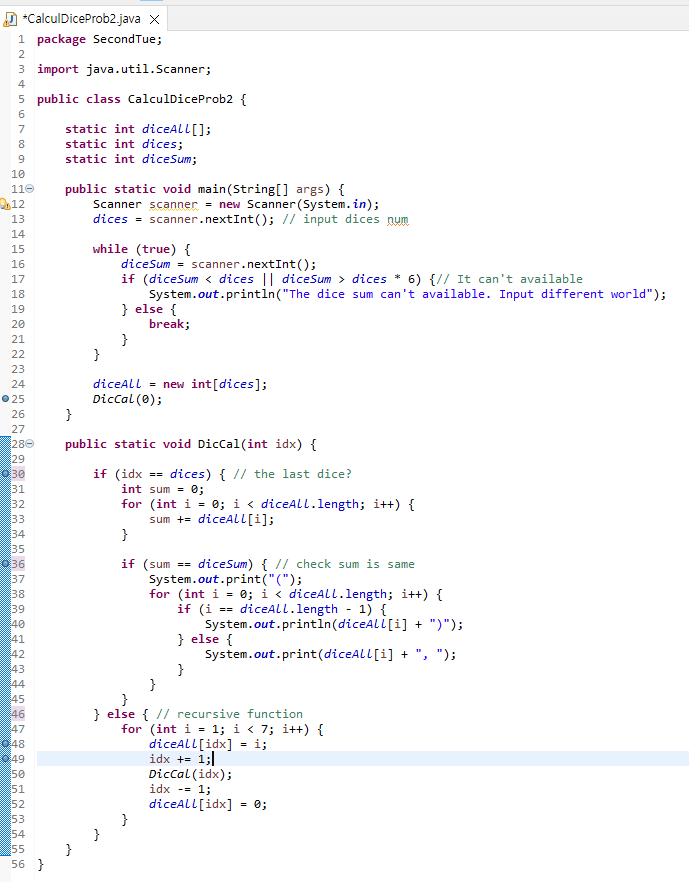 *CalculDiceProb2.java
1 package SecondTue;
2
3 import java.util.Scanner;
4
5 public class CalculDiceProb2 {
6
7     static int diceAll[];
8     static int dices;
9     static int diceSum;
10
11     public static void main(String[] args) {
12         Scanner scanner = new Scanner(System.in);
13         dices = scanner.nextInt(); // input dices num
14
15         while (true) {
16             diceSum = scanner.nextInt();
17             if (diceSum < dices || diceSum > dices * 6) {// It can't available
18                 System.out.println("The dice sum can't available. Input different world");
19             } else {
20                 break;
21             }
22         }
23
24         diceAll = new int[dices];
25         DicCal(0);
26     }
27
28     public static void DicCal(int idx) {
29
30         if (idx == dices) { // the last dice?
31             int sum = 0;
32             for (int i = 0; i < diceAll.length; i++) {
33                 sum += diceAll[i];
34             }
35
36             if (sum == diceSum) { // check sum is same
37                 System.out.print("(");
38                 for (int i = 0; i < diceAll.length; i++) {
39                     if (i == diceAll.length - 1) {
40                         System.out.println(diceAll[i] + ")");
41                     } else {
42                         System.out.print(diceAll[i] + ", ");
43                     }
44                 }
45             }
46         } else { // recursive function
47             for (int i = 1; i < 7; i++) {
48                 diceAll[idx] = i;
49                 idx += 1;
50                 DicCal(idx);
51                 idx -= 1;
52                 diceAll[idx] = 0;
53             }
54         }
55     }
56 }